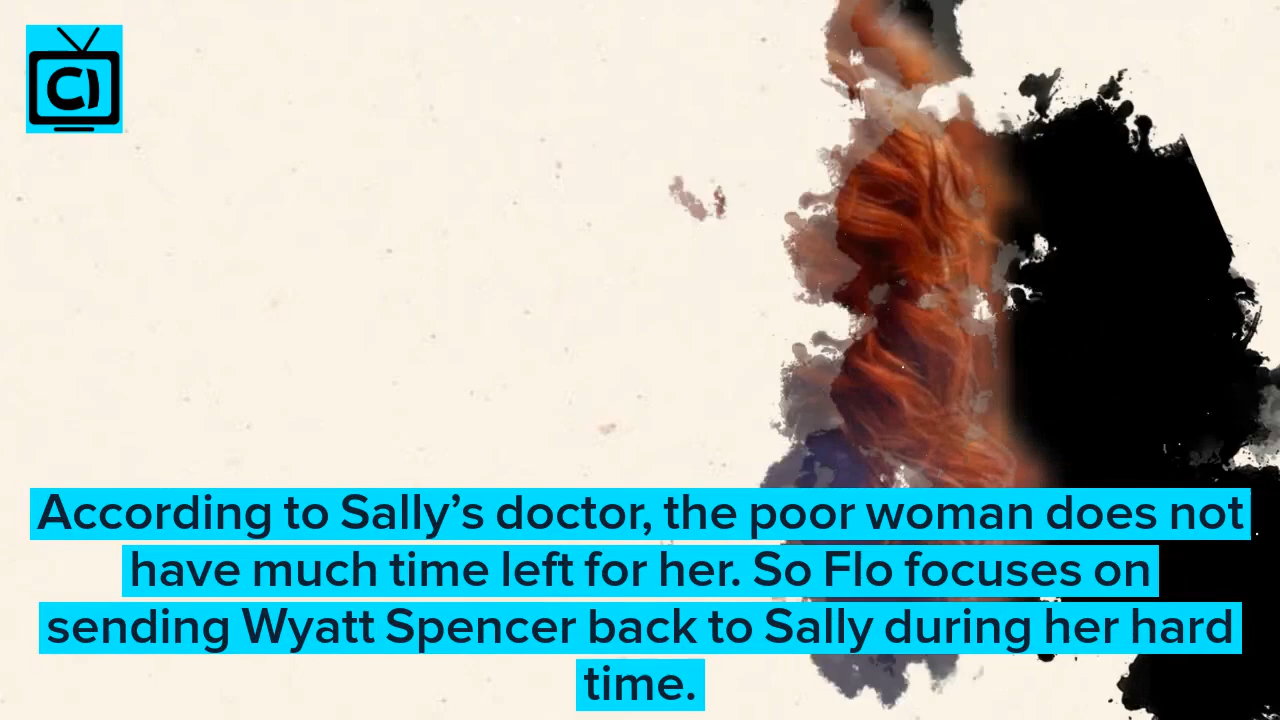 CI
According to Sally’s doctor, the poor woman does not
have much time left for her. So Flo focuses on
sending Wyatt Spencer back to Sally during her hard
time.